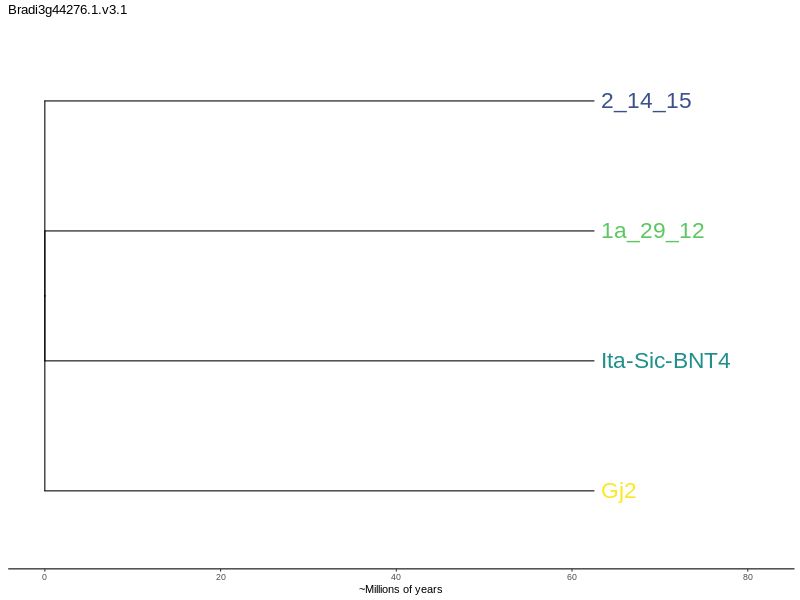 Bradi3g44276.1.v3.1
2_14_15
1a_29_12
Ita-Sic-BNT4
Gj2
0 20 40 60 80
~Millions of years